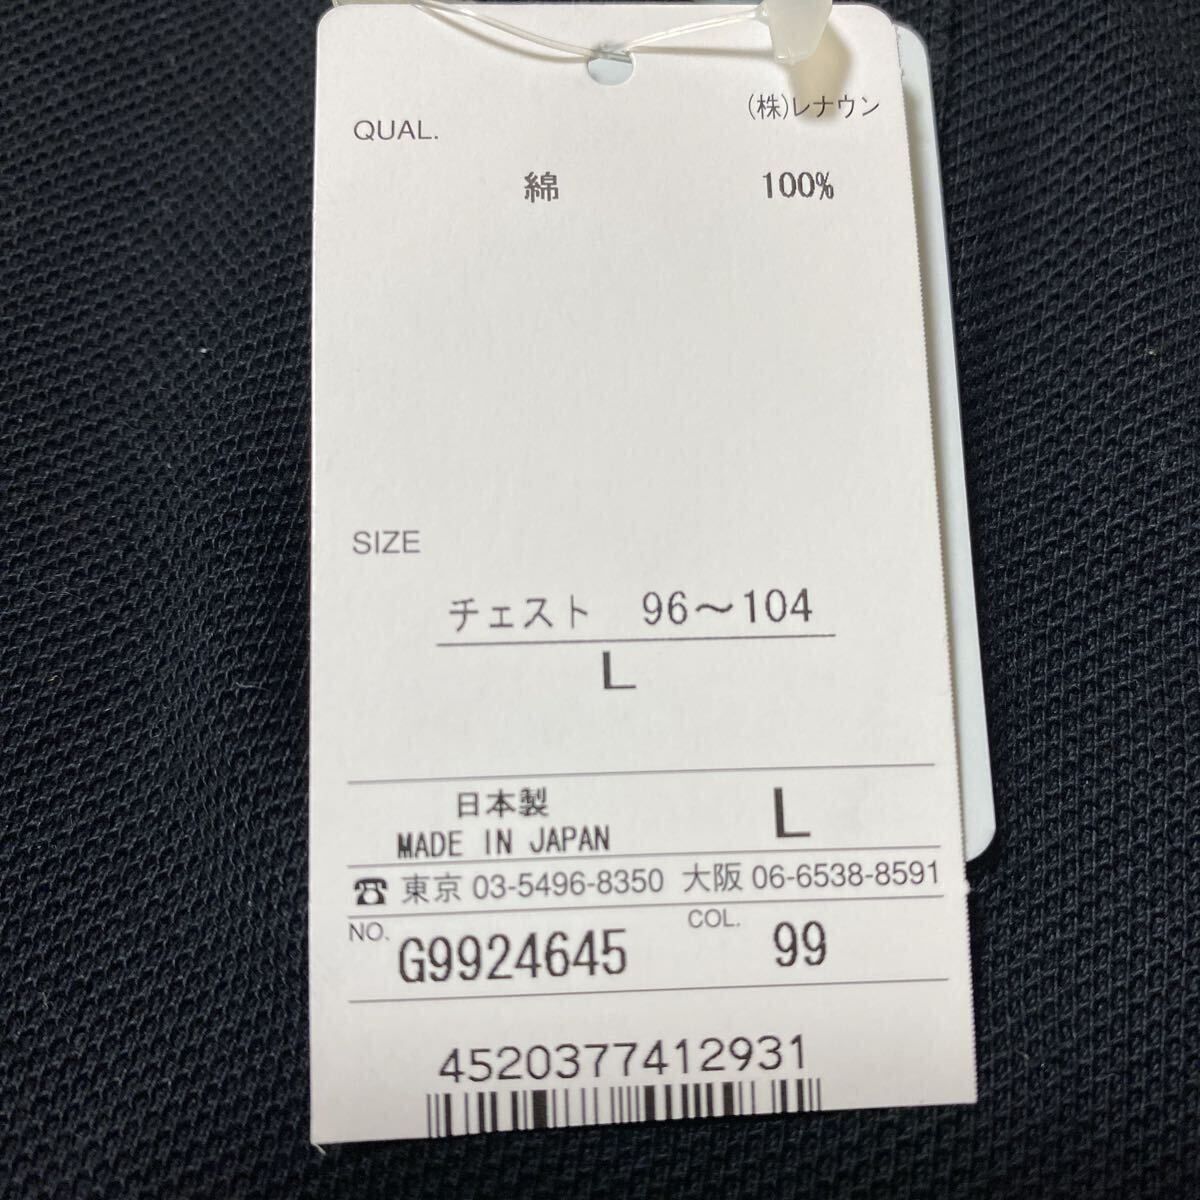 (株)レナウン
QUAL.
綿 100%
SIZE
チェスト 96～104
L
日本製 L
MADE IN JAPAN
☎ 東京 03-5496-8350 大阪 06-6538-8591
NO. G9924645 COL. 99
4520377412931